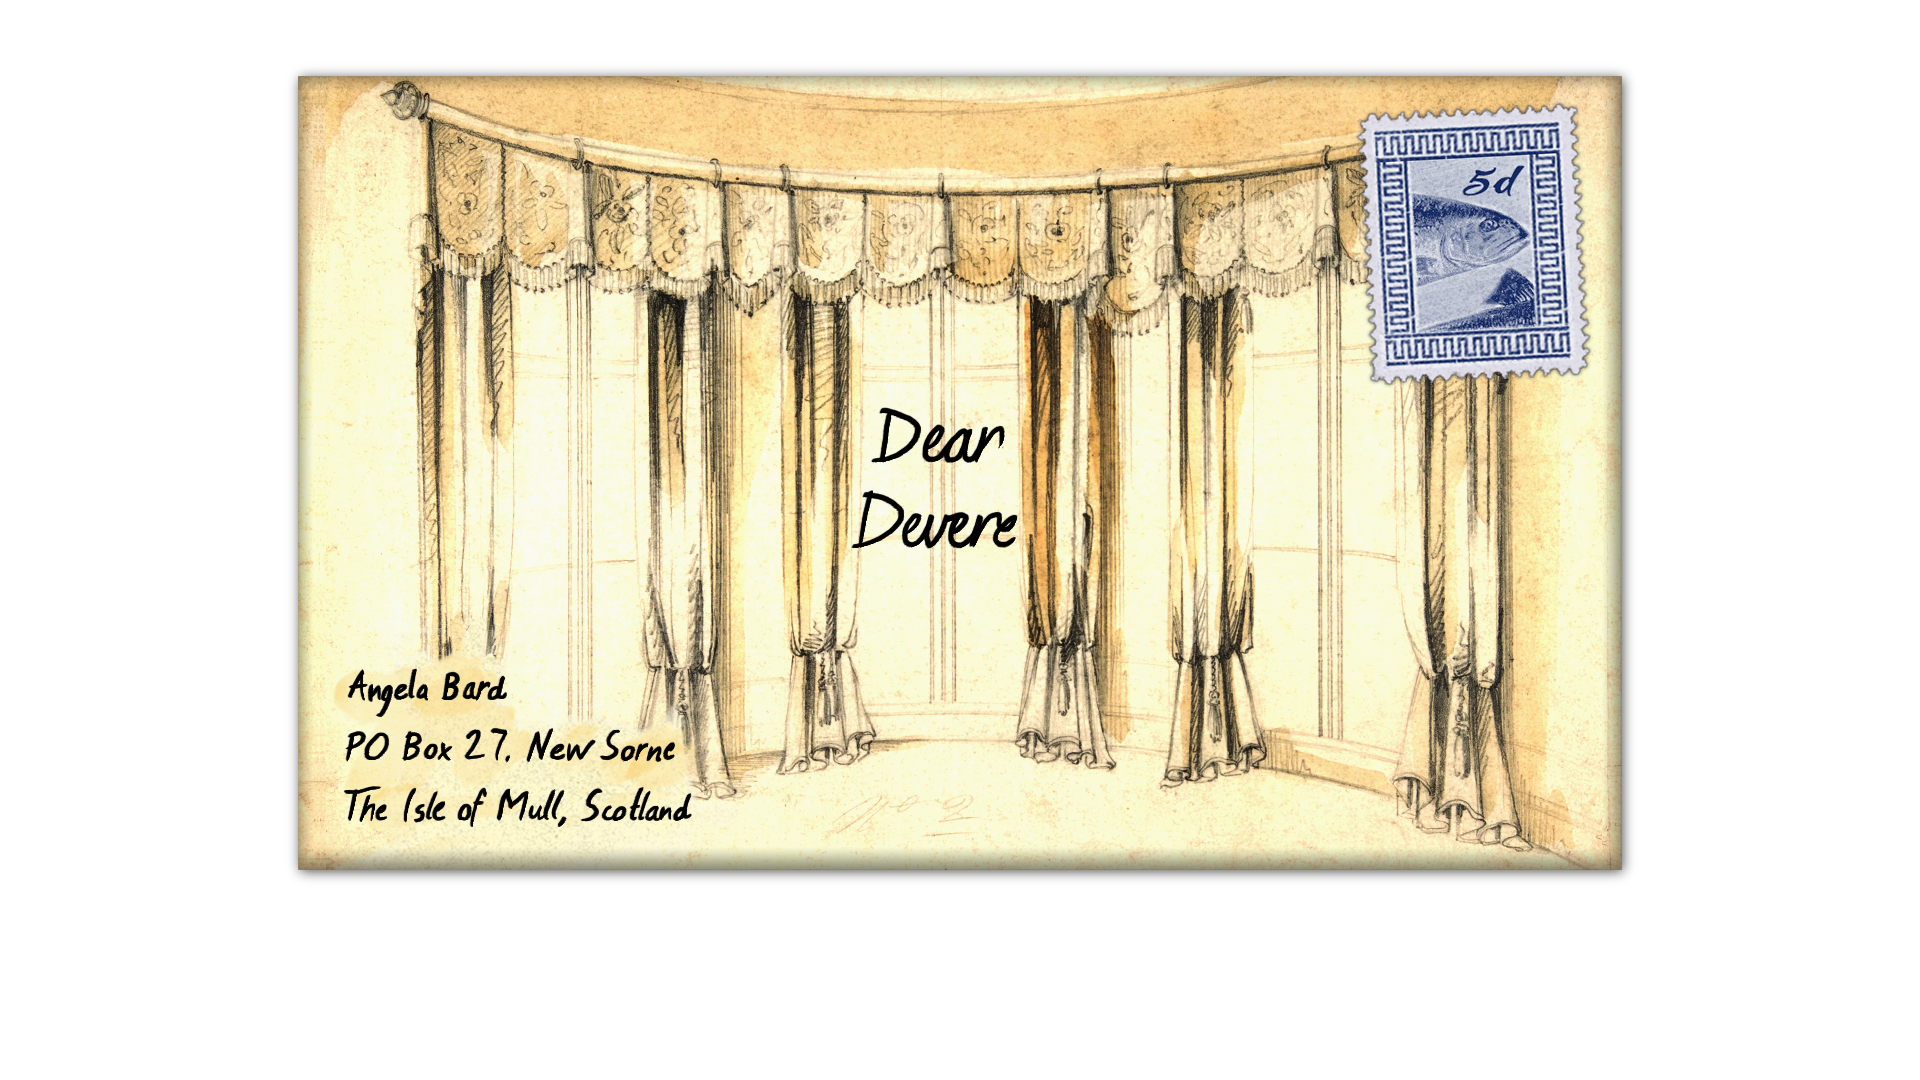 5d
Dear
Devere
Angela Bard
PO Box 27, New Sorne
The Isle of Mull, Scotland